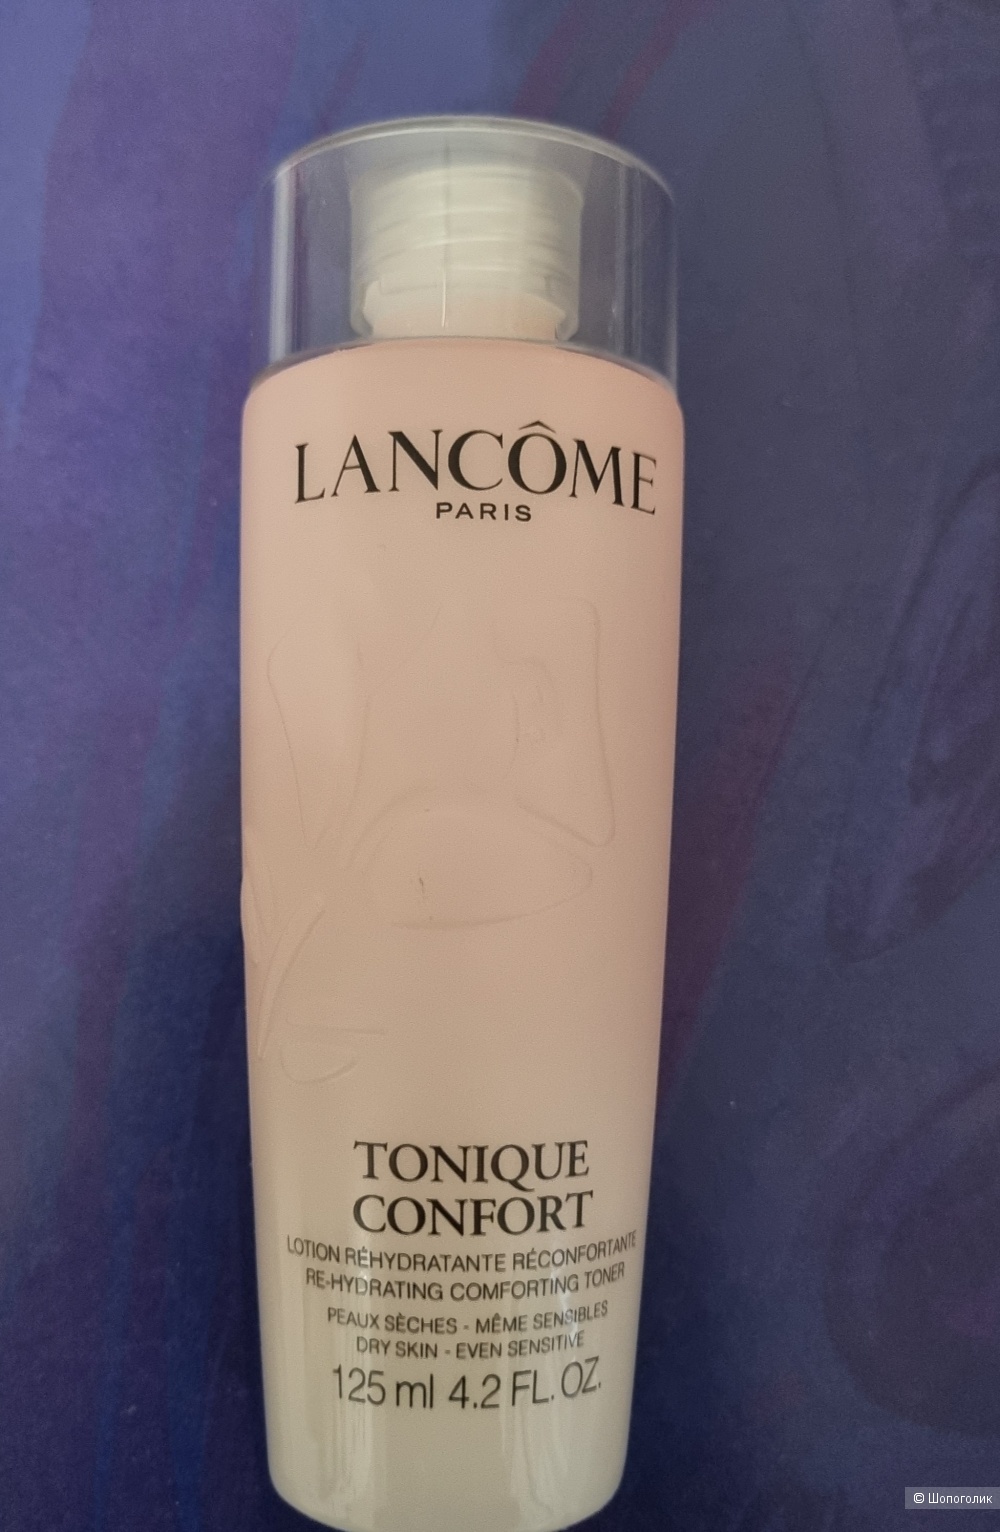 LANCÔME
PARIS
TONIQUE
CONFORT
LOTION RÉHYDRATANTE RÉCONFORTANTE
RE-HYDRATING COMFORTING TONER
PEAUX SÈCHES - MÊME SENSIBLES
DRY SKIN - EVEN SENSITIVE
125 ml 4.2 FL. OZ.
© Шопоголик